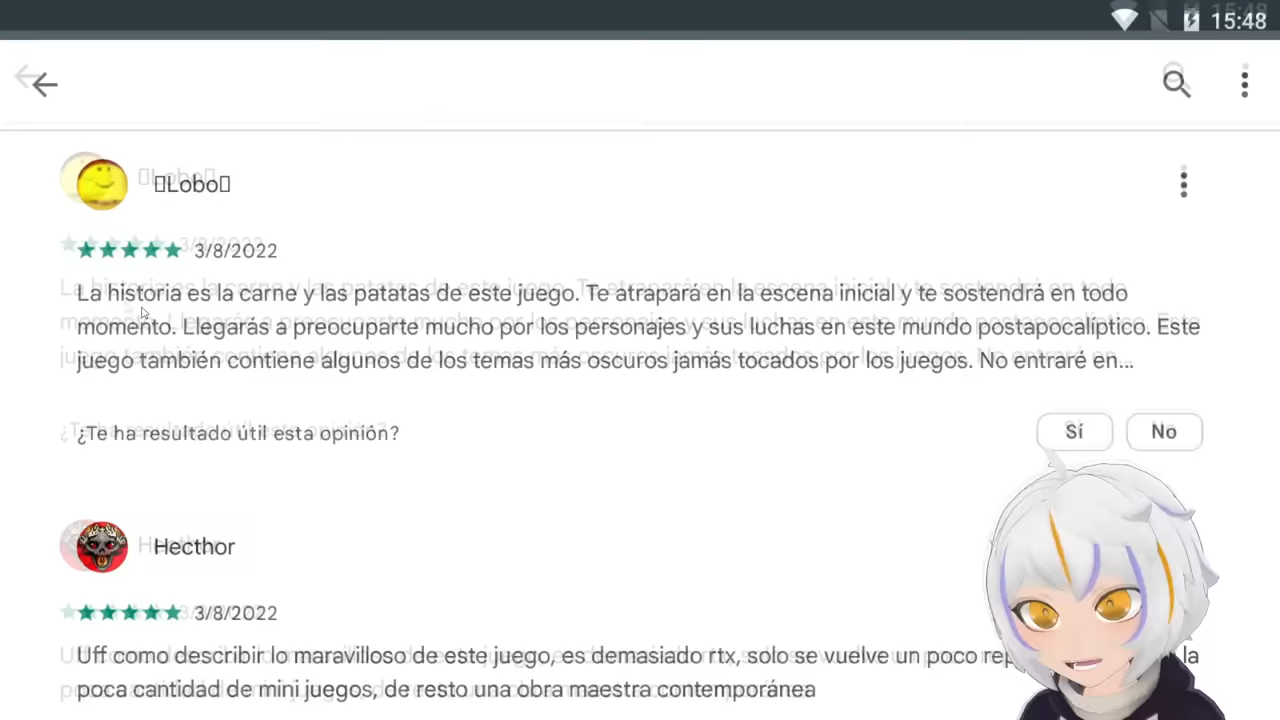 15:48
Lobo
3/8/2022
La historia es la carne y las patatas de este juego. Te atrapará en la escena inicial y te sostendrá en todo
momento. Llegarás a preocuparte mucho por los personajes y sus luchas en este mundo postapocalíptico. Este
juego también contiene algunos de los temas más oscuros jamás tocados por los juegos. No entraré en...
¿Te ha resultado útil esta opinión?
Sí
No
Hecthor
3/8/2022
Uff como describir lo maravilloso de este juego, es demasiado rtx, solo se vuelve un poco la
poca cantidad de mini juegos, de resto una obra maestra contemporánea